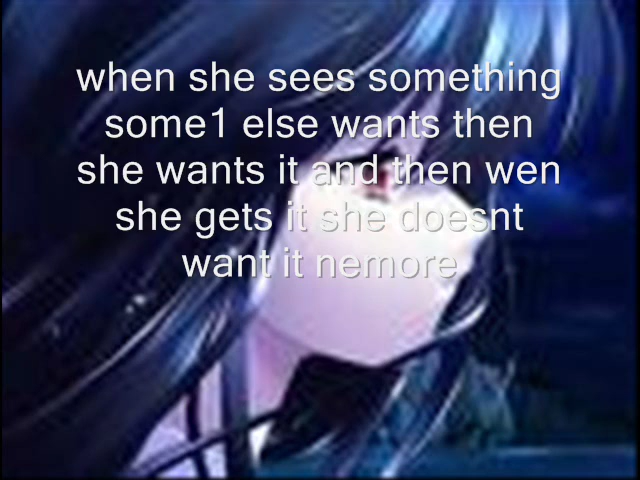 when she sees something
some1 else wants then
she wants it and then wen
she gets it she doesnt
want it nemore